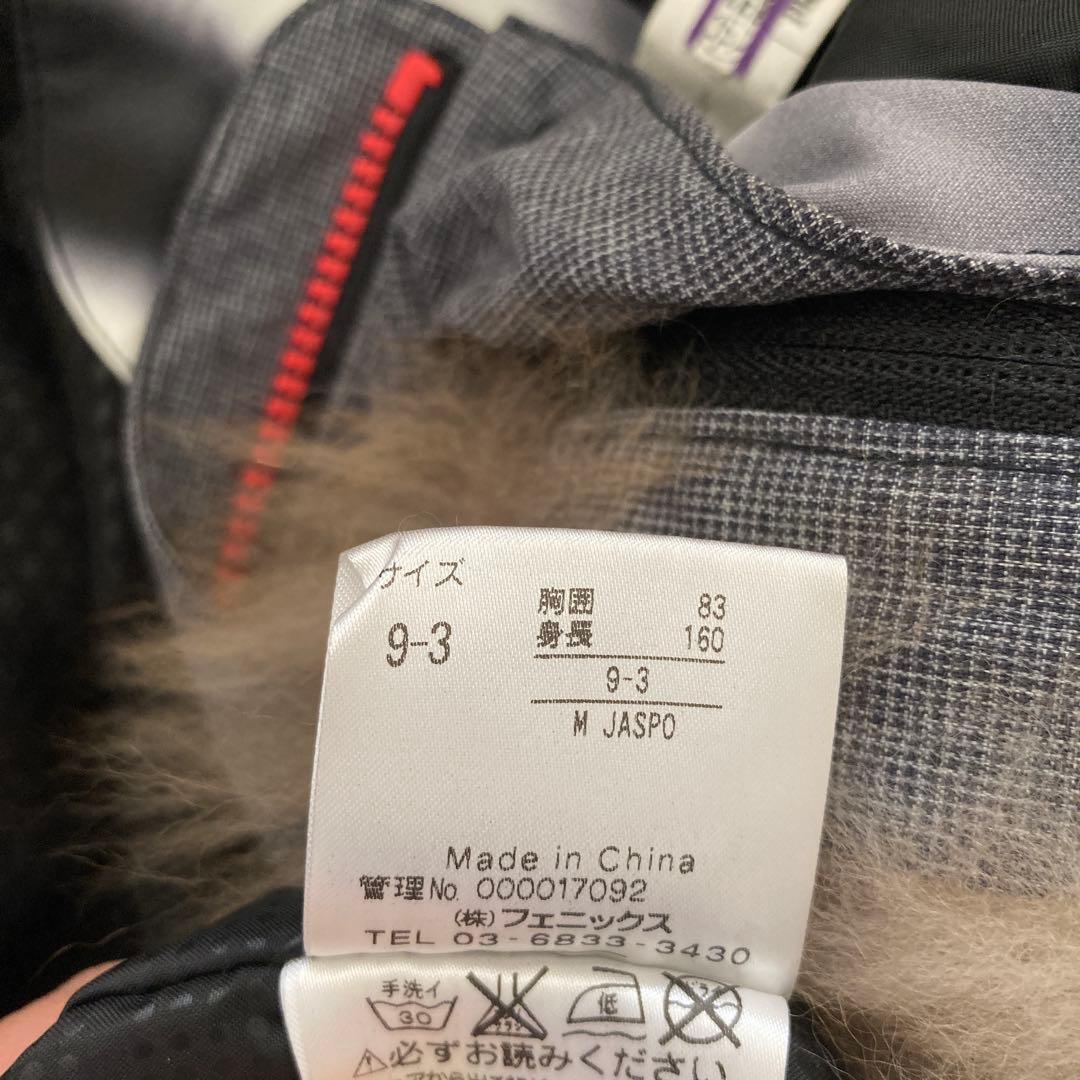 サイズ
9-3
胸囲 83
身長 160
9-3
M JASPO
Made in China
管理No. 000017092
(株)フェニックス
TEL 03-6833-3430
手洗イ 30 低
⚠必ずお読みください